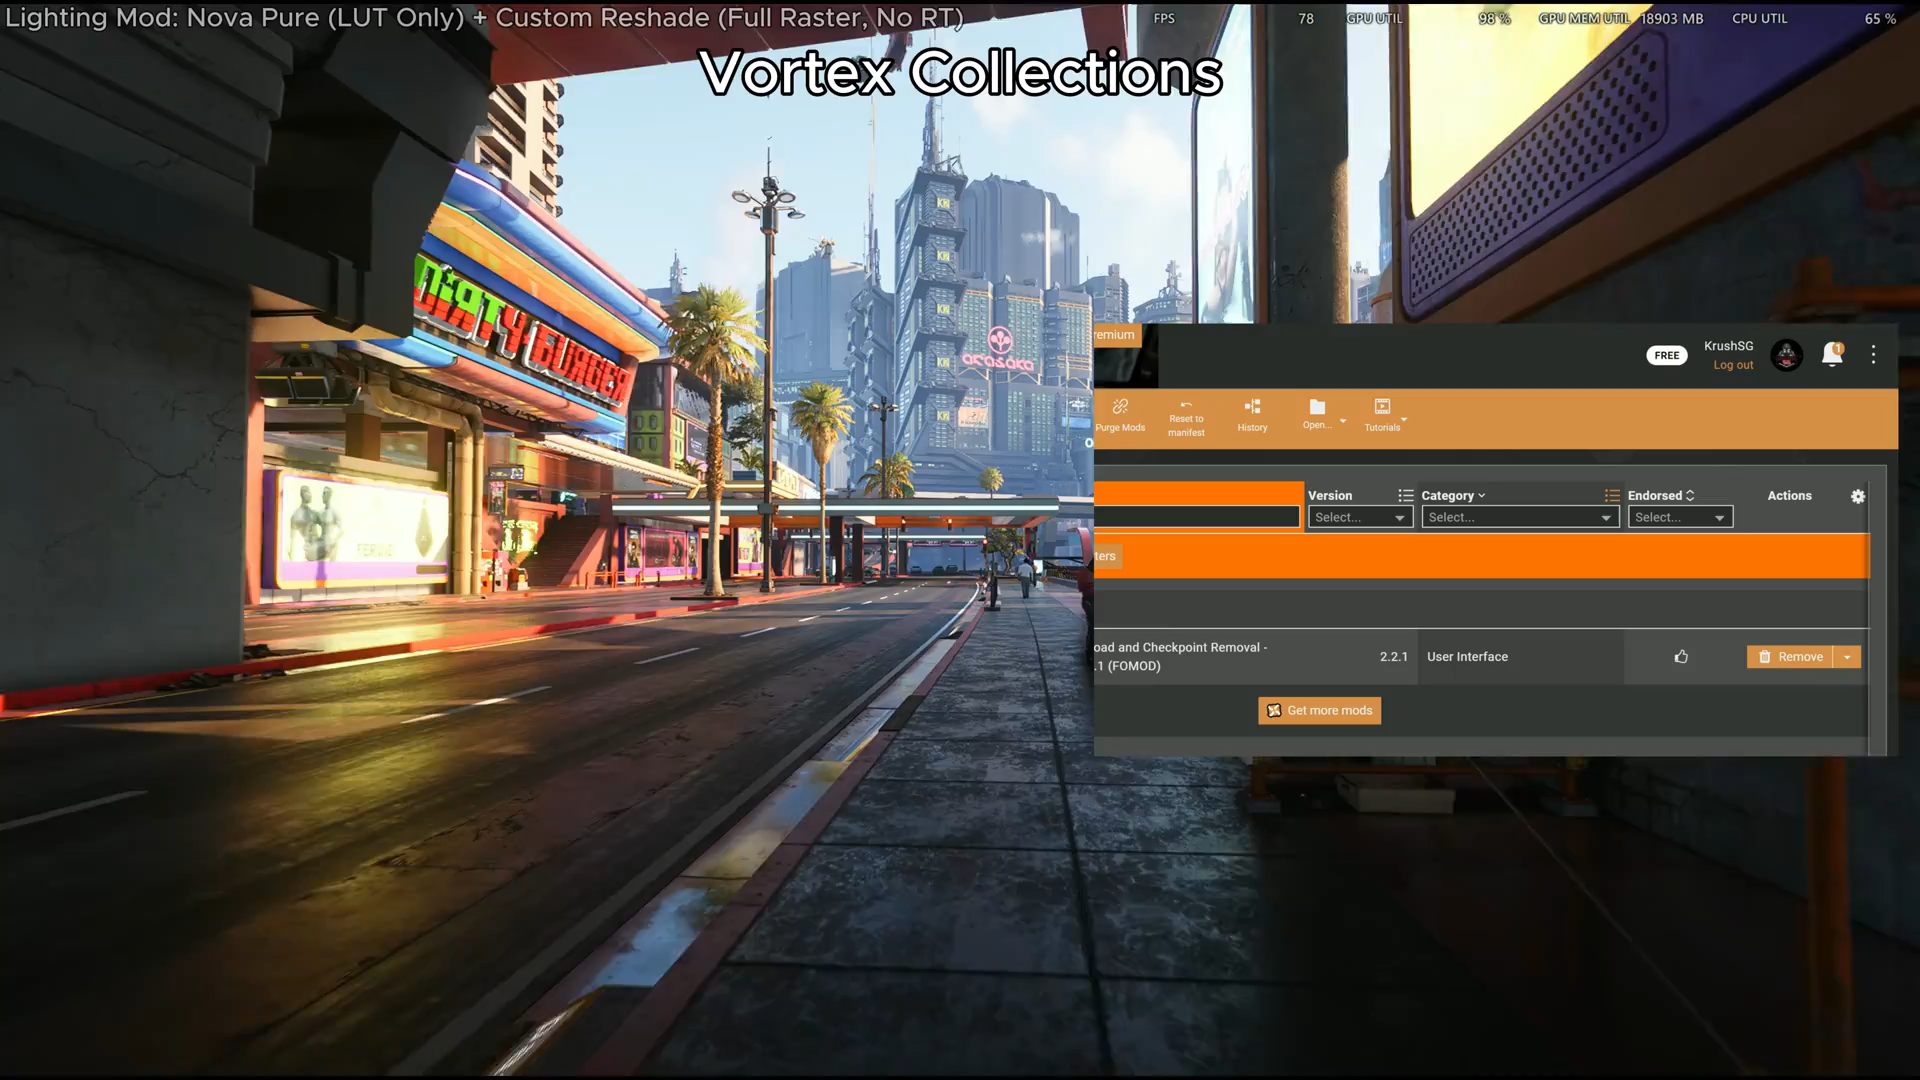 Lighting Mod: Nova Pure (LUT Only) + Custom Reshade (Full Raster, No RT)
FPS 78 GPU UTIL 98 % GPU MEM UTIL 18903 MB CPU UTIL 65 %
Vortex Collections
BURGER
arasaka
remium
FREE
KrushSG
Log out
1
Purge Mods
Reset to
manifest
History
Open...
Tutorials
Version
Category
Endorsed
Actions
Select...
Select...
Select...
ters
oad and Checkpoint Removal -
.1 (FOMOD)
2.2.1
User Interface
Remove
Get more mods